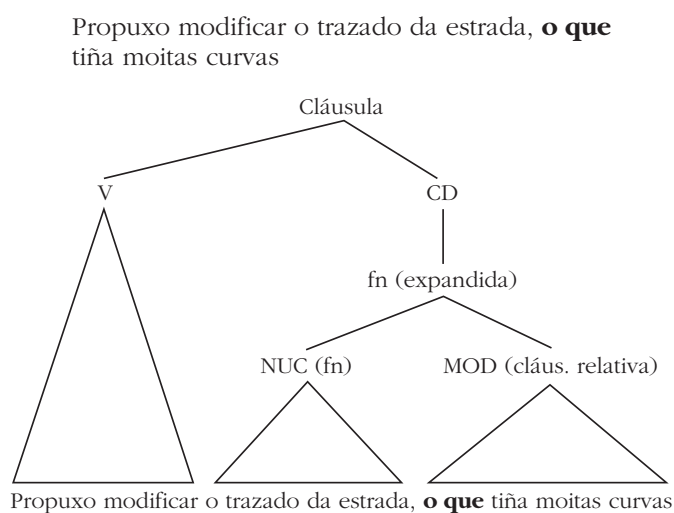 Propuxo modificar o trazado da estrada, o que
tiña moitas curvas
Cláusula
V CD
fn (expandida)
NUC (fn) MOD (cláus. relativa)
Propuxo modificar o trazado da estrada, o que tiña moitas curvas